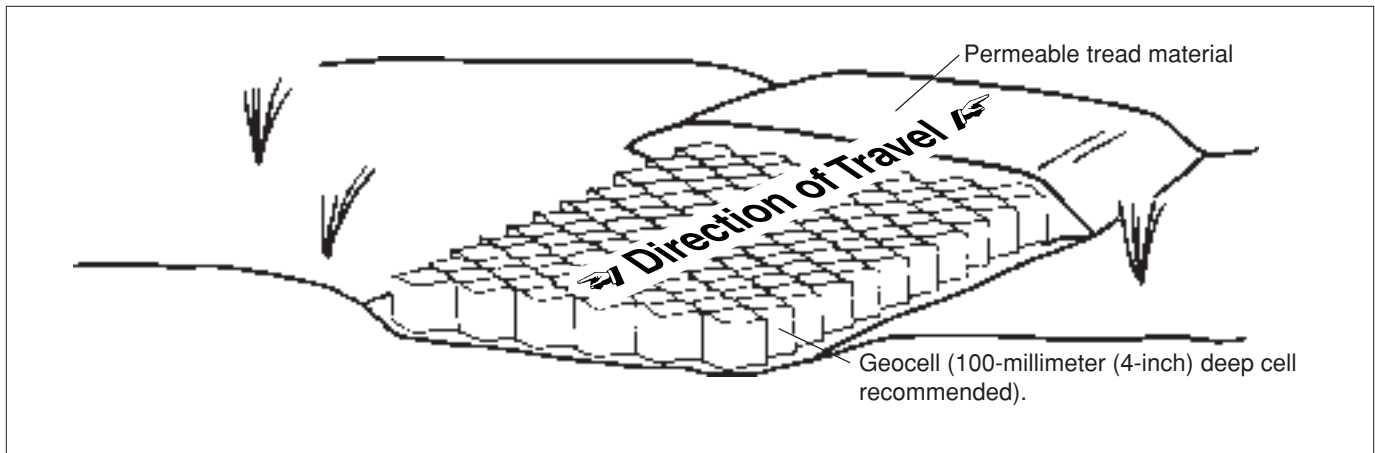 Permeable tread material
Direction of Travel
Geocell (100-millimeter (4-inch) deep cell
recommended).